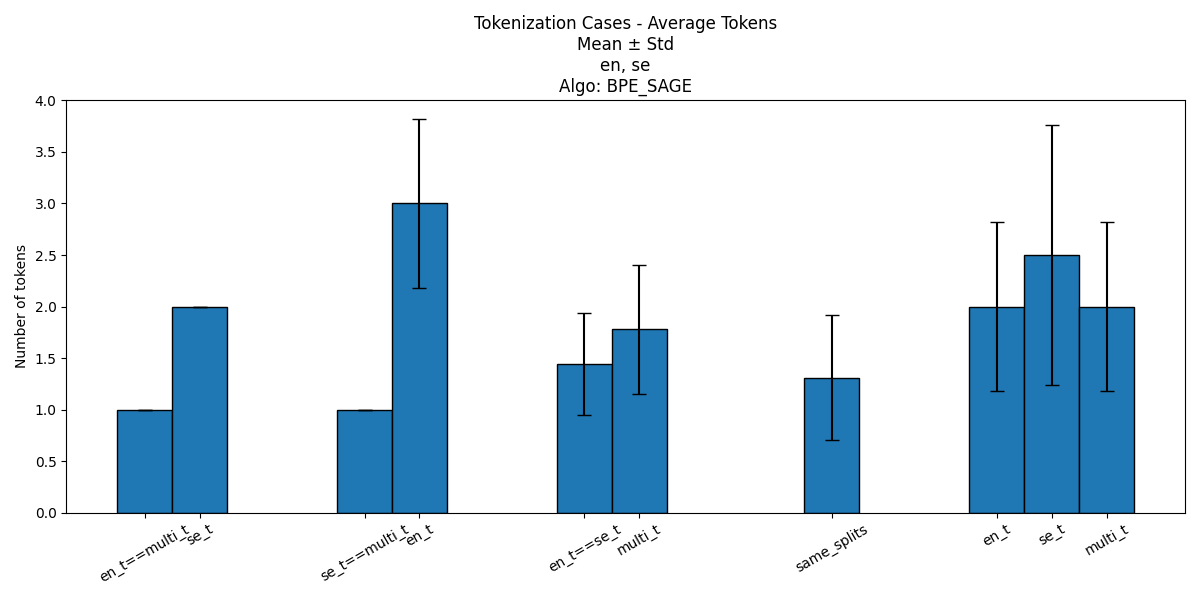 Tokenization Cases - Average Tokens
Mean ± Std
en, se
Algo: BPE_SAGE
Number of tokens
4.0
3.5
3.0
2.5
2.0
1.5
1.0
0.5
0.0
en_t==multi_t
se_t
se_t==multi_t
en_t
en_t==se_t
multi_t
same_splits
en_t
se_t
multi_t